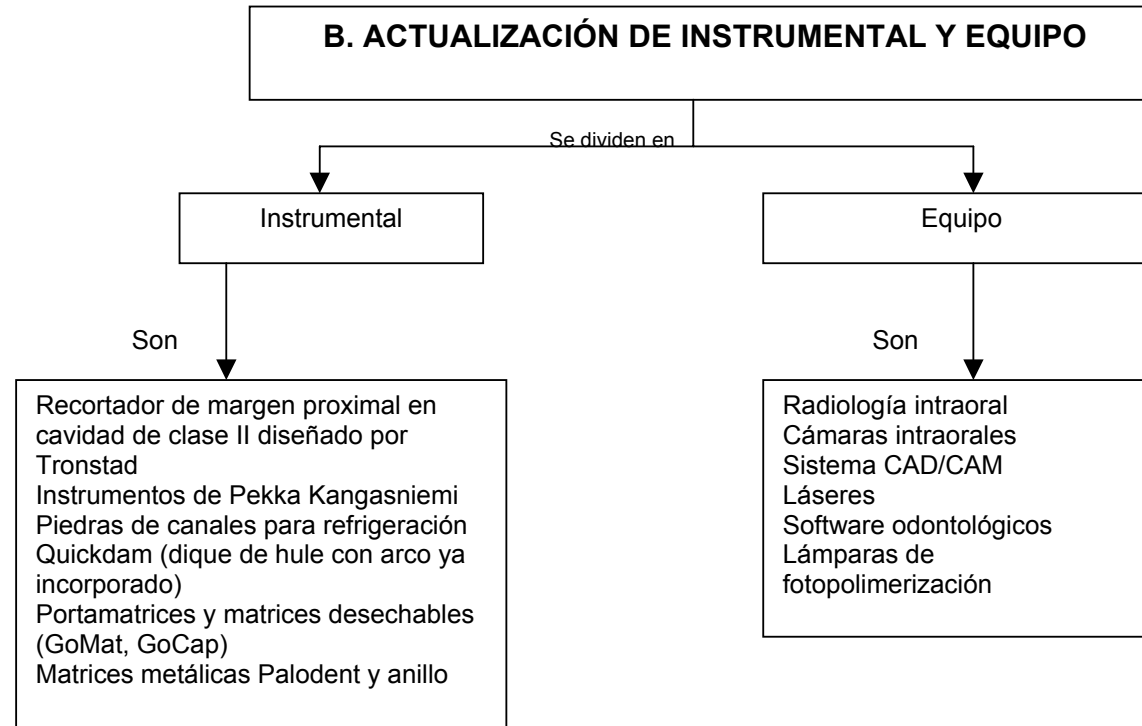 B. ACTUALIZACIÓN DE INSTRUMENTAL Y EQUIPO
Se dividen en
Instrumental
Equipo
Son
Son
Recortador de margen proximal en
cavidad de clase II diseñado por
Tronstad
Instrumentos de Pekka Kangasniemi
Piedras de canales para refrigeración
Quickdam (dique de hule con arco ya
incorporado)
Portamatrices y matrices desechables
(GoMat, GoCap)
Matrices metálicas Palodent y anillo
Radiología intraoral
Cámaras intraorales
Sistema CAD/CAM
Láseres
Software odontológicos
Lámparas de
fotopolimerización